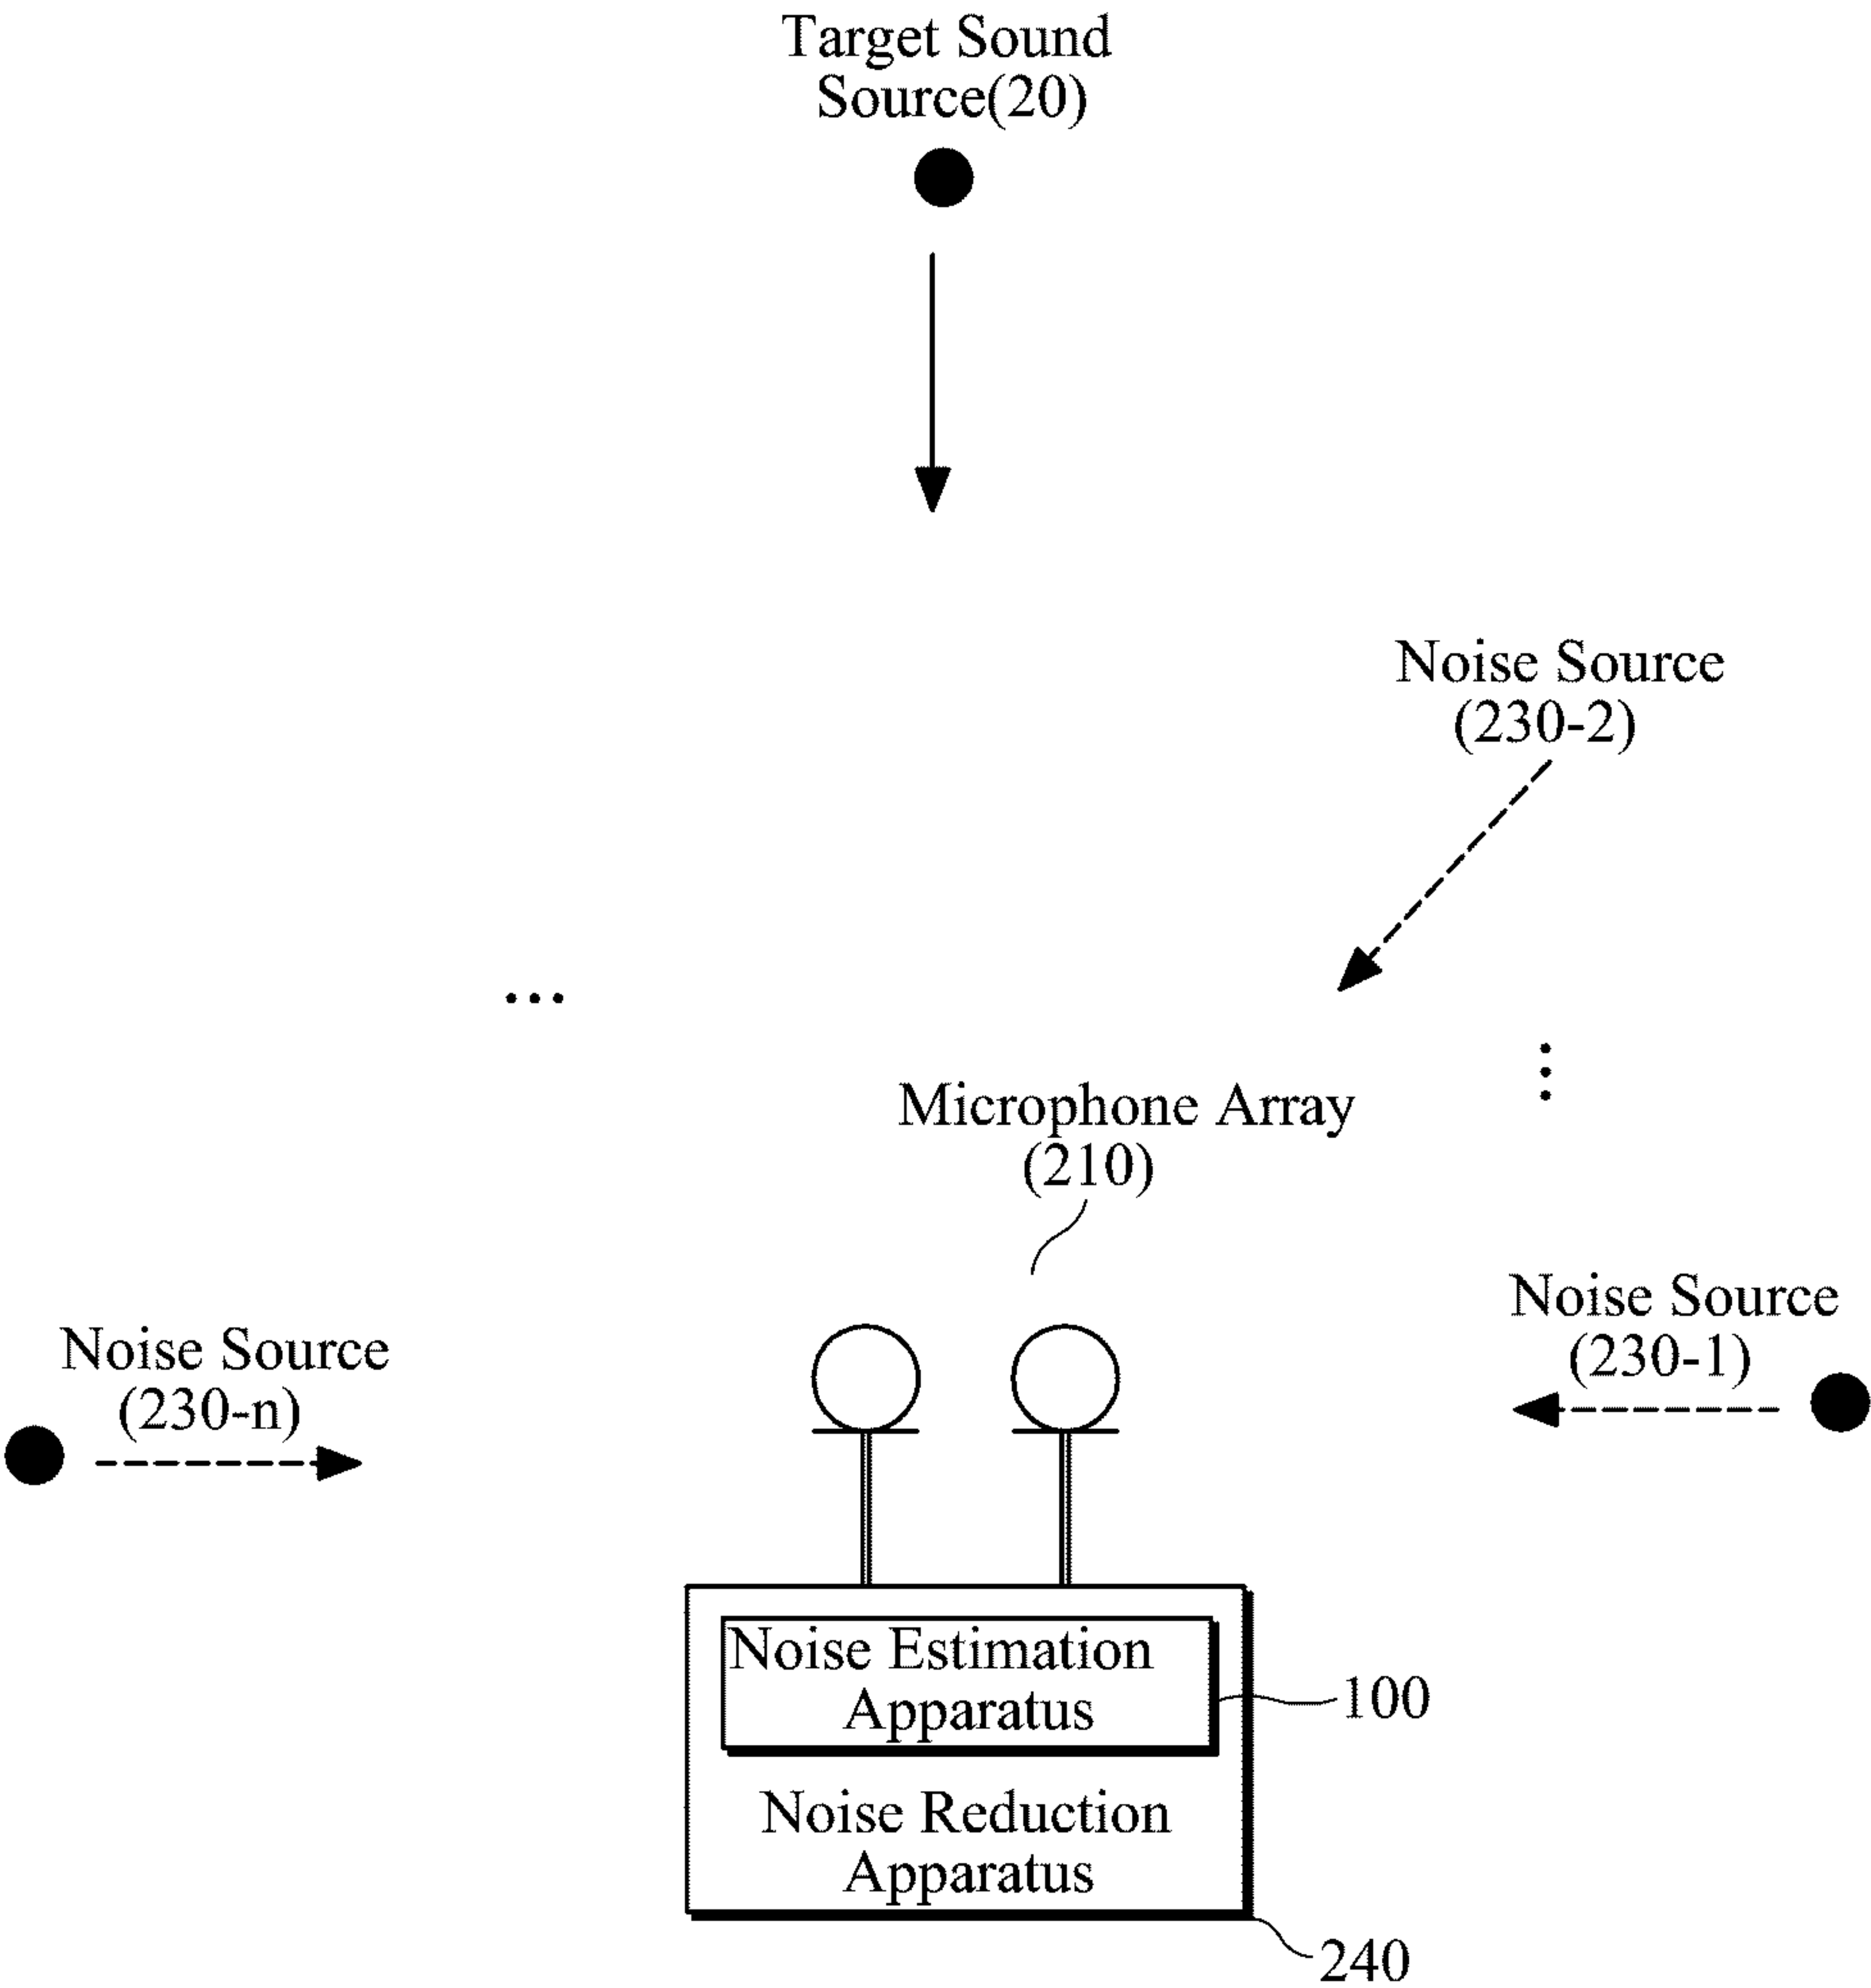 Target Sound
Source(20)
Noise Source
(230-2)
...
Microphone Array
(210)
Noise Source
(230-1)
Noise Source
(230-n)
Noise Estimation
Apparatus
100
Noise Reduction
Apparatus
240